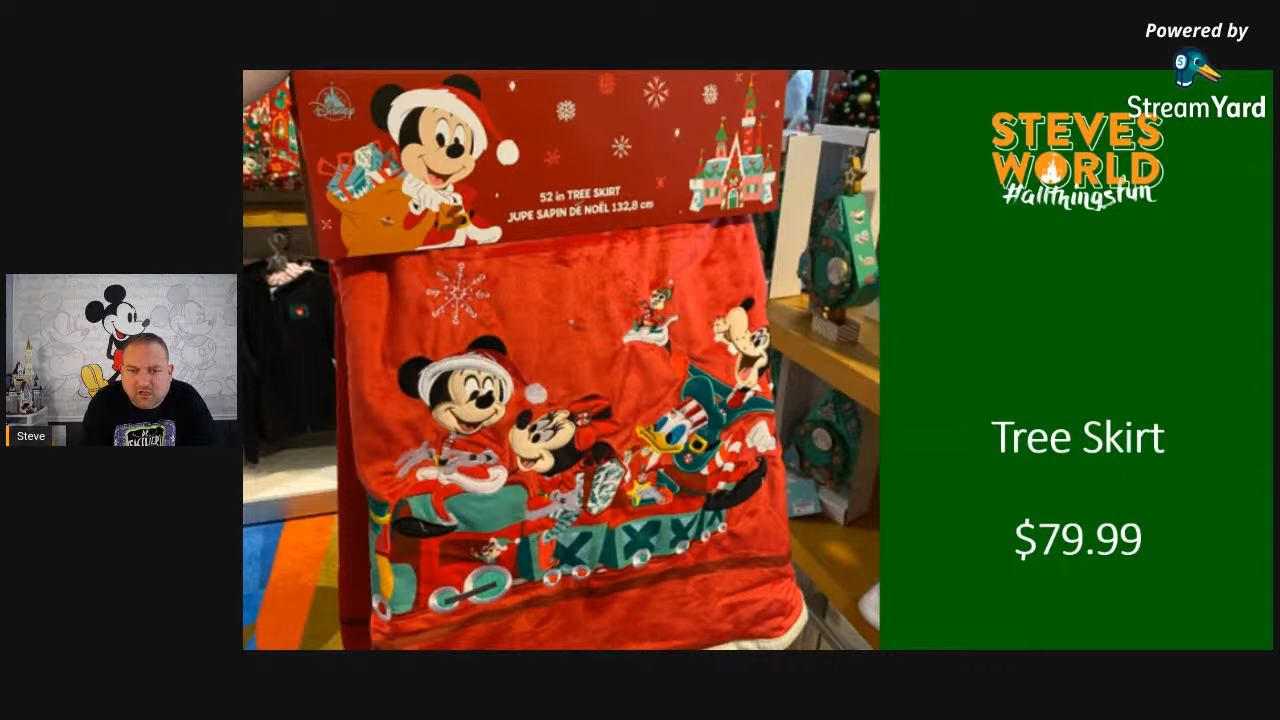 Powered by
StreamYard
STEVES
WORLD
#allthingsfun
Disney
52 in TREE SKIRT
JUPE SAPIN DE NOËL 132,8 cm
Tree Skirt
$79.99
Steve